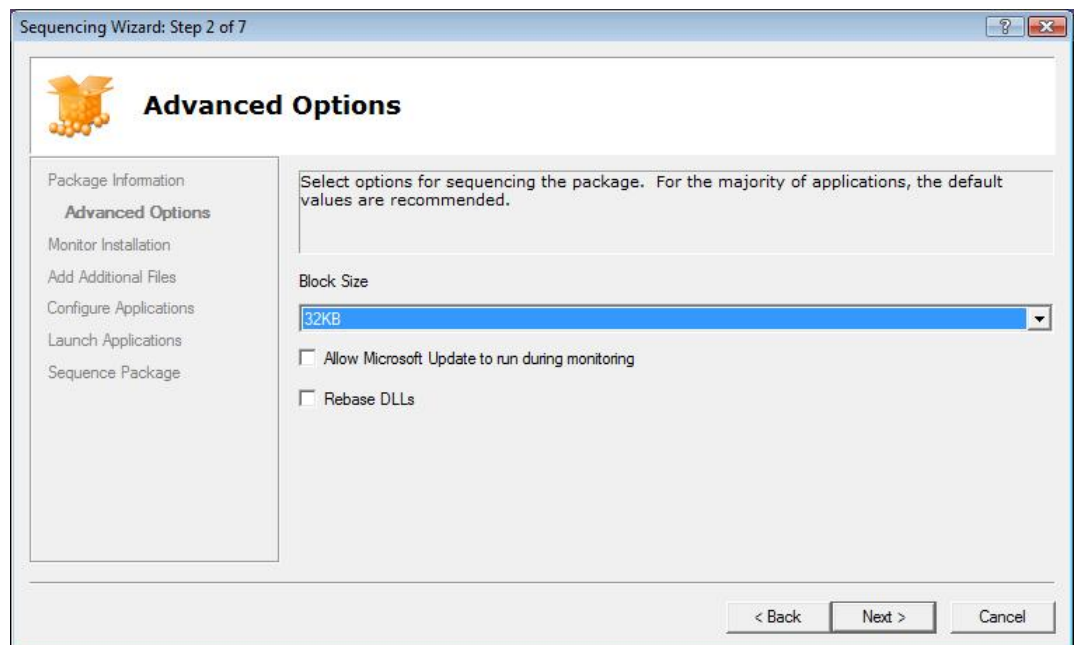 Sequencing Wizard: Step 2 of 7
?
Advanced Options
Package Information
Advanced Options
Monitor Installation
Add Additional Files
Configure Applications
Launch Applications
Sequence Package
Select options for sequencing the package.  For the majority of applications, the default
values are recommended.
Block Size
32KB
Allow Microsoft Update to run during monitoring
Rebase DLLs
< Back
Next >
Cancel